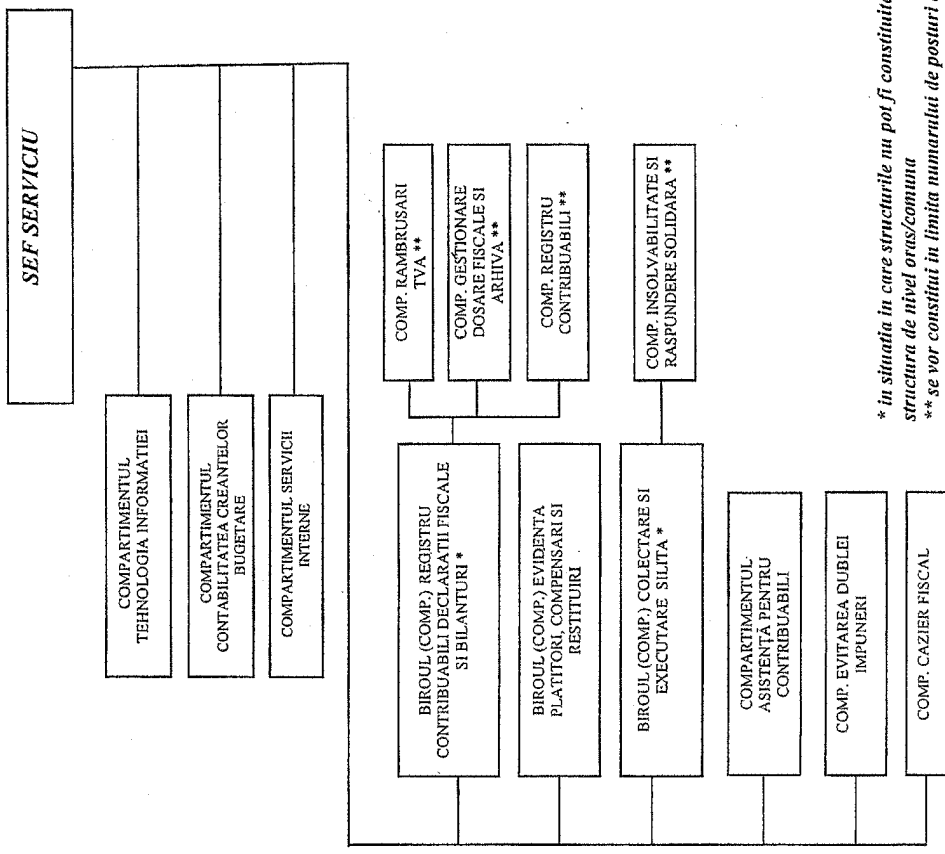 SEF SERVICIU
COMPARTIMENTUL
TEHNOLOGIA INFORMATIEI
COMPARTIMENTUL
CONTABILITATEA CREANTELOR
BUGETARE
COMPARTIMENTUL SERVICII
INTERNE
BIROUL (COMP.) REGISTRU
CONTRIBUABILI DECLARATII FISCALE
SI BILANTURI *
COMP. RAMBRUSARI
TVA **
COMP. GESTIONARE
DOSARE FISCALE SI
ARHIVA **
COMP. REGISTRU
CONTRIBUABILI **
BIROUL (COMP.) EVIDENTA
PLATITORI, COMPENSARI SI
RESTITUIRI
BIROUL (COMP.) COLECTARE SI
EXECUTARE SILITA *
COMP. INSOLVABILITATE SI
RASPUNDERE SOLIDARA **
COMPARTIMENTUL
ASISTENŢĂ PENTRU
CONTRIBUABILI
COMP. EVITAREA DUBLEI
IMPUNERI
COMP. CAZIER FISCAL
* in situatia in care structurile nu pot fi constituite
structura de nivel oras/comuna
** se vor constitui in limita numarului de posturi